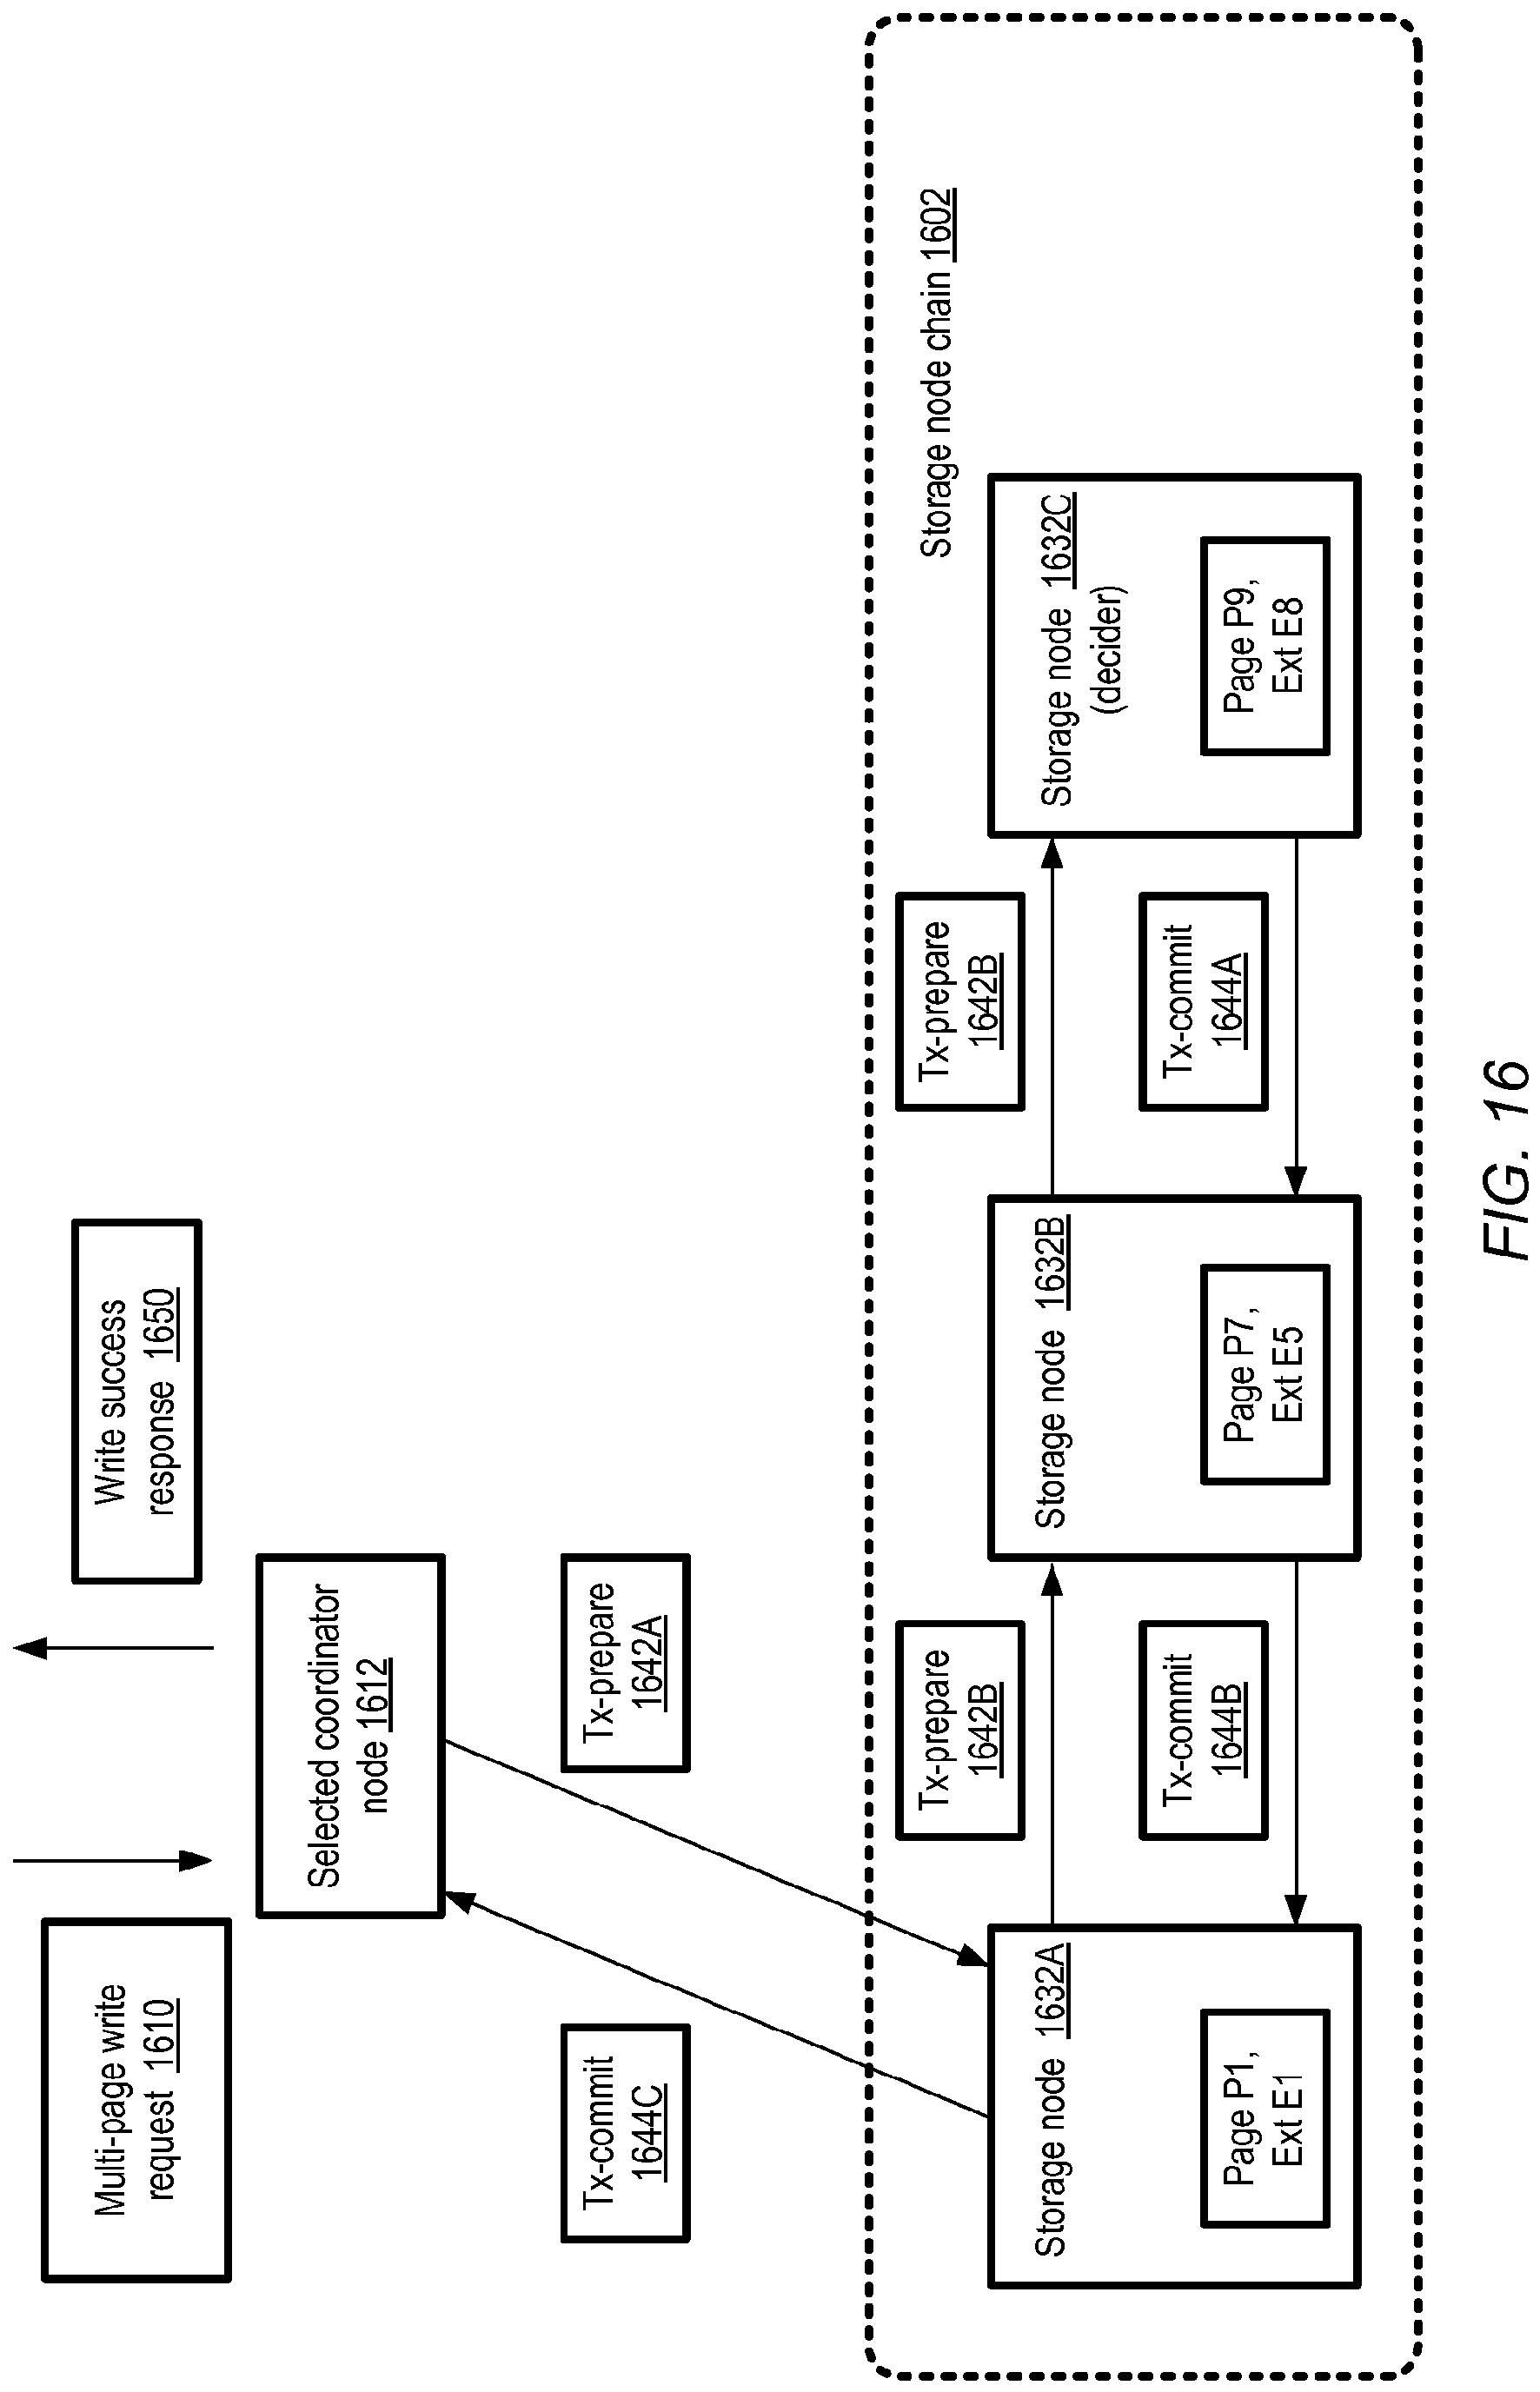 Multi-page write
request 1610
Write success
response 1650
Selected coordinator
node 1612
Tx-commit
1644C
Tx-prepare
1642A
Storage node chain 1602
Tx-prepare
1642B
Tx-prepare
1642B
Storage node 1632A
Storage node 1632B
Storage node 1632C
(decider)
Tx-commit
1644B
Tx-commit
1644A
Page P1,
Ext E1
Page P7,
Ext E5
Page P9,
Ext E8
FIG. 16